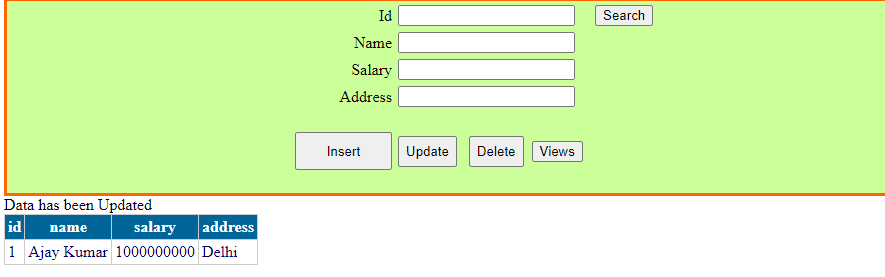 Id Search
Name
Salary
Address
Insert Update Delete Views
Data has been Updated
id name salary address
1 Ajay Kumar 1000000000 Delhi